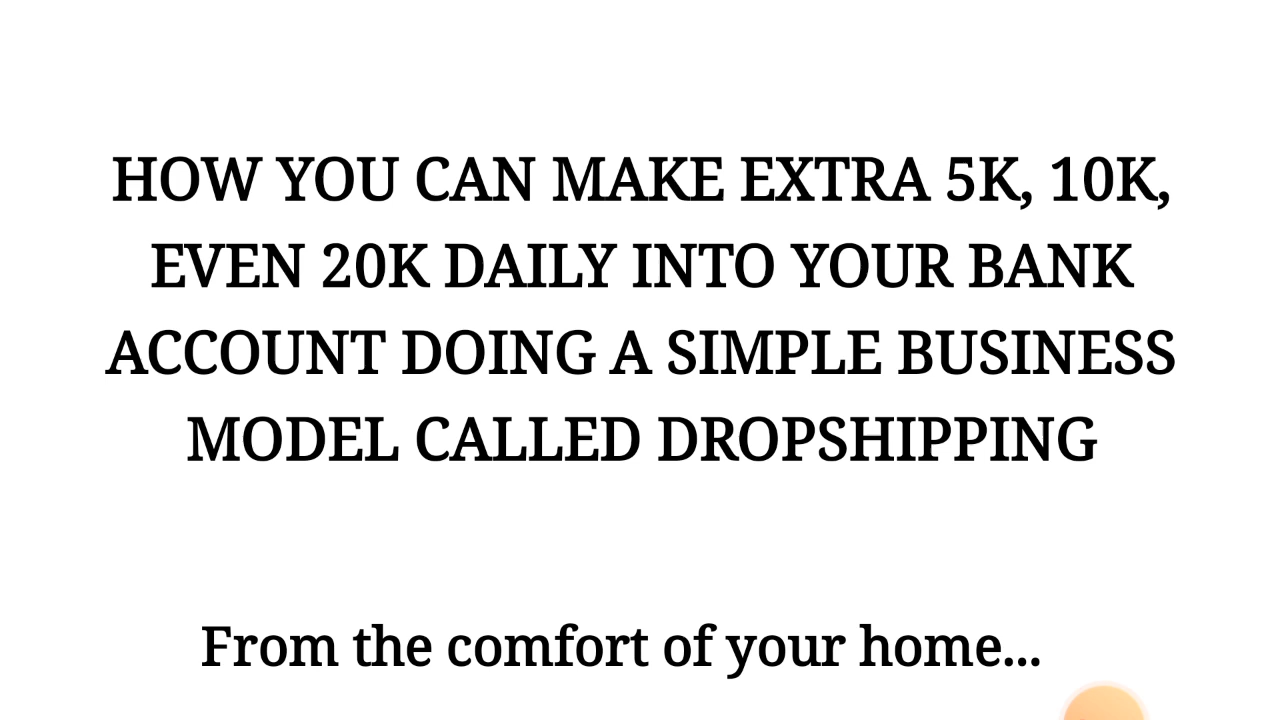 HOW YOU CAN MAKE EXTRA 5K, 10K,
EVEN 20K DAILY INTO YOUR BANK
ACCOUNT DOING A SIMPLE BUSINESS
MODEL CALLED DROPSHIPPING
From the comfort of your home...